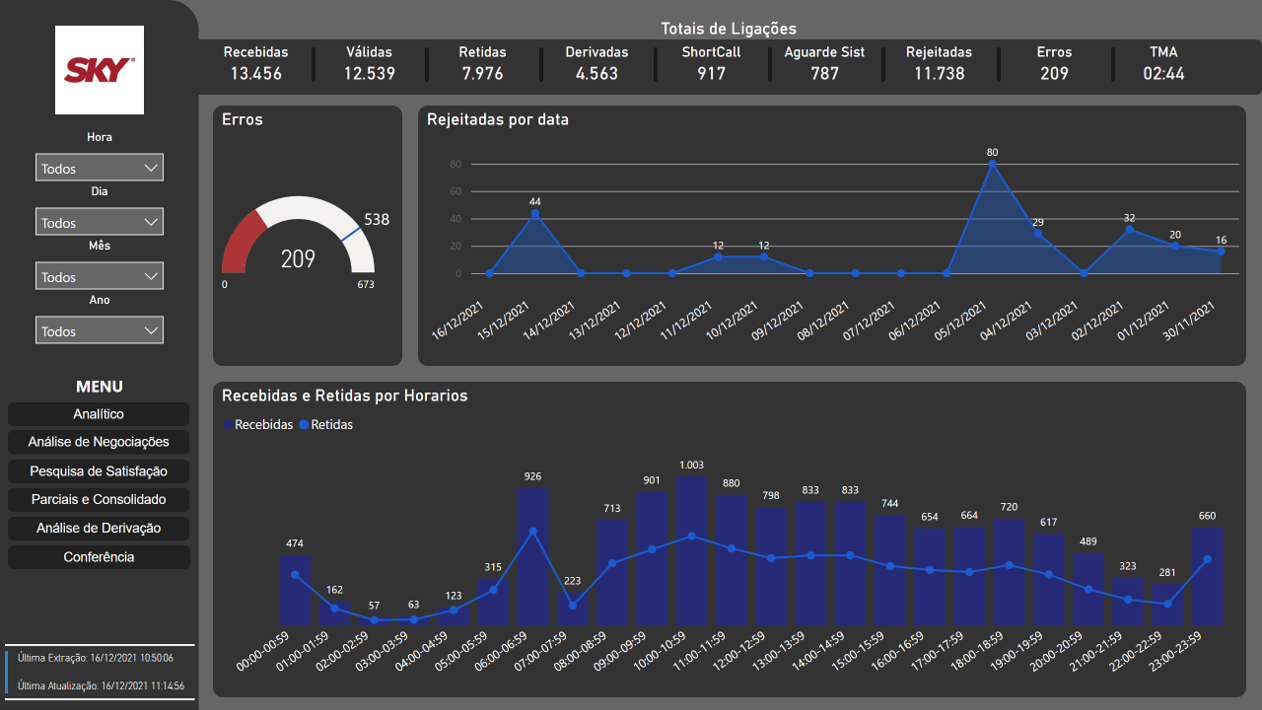 SKY
Hora
Todos
Dia
Todos
Mês
Todos
Ano
Todos
MENU
Analítico
Análise de Negociações
Pesquisa de Satisfação
Parciais e Consolidado
Análise de Derivação
Conferência
Última Extração: 16/12/2021 10:50:06
Última Atualização: 16/12/2021 11:14:56
Totais de Ligações
Recebidas Válidas Retidas Derivadas ShortCall Aguarde Sist Rejeitadas Erros TMA
13.456 12.539 7.976 4.563 917 787 11.738 209 02:44
Erros
538
209
0 673
Rejeitadas por data
80
60
40
20
0
44 12 12 80 29 32 20 16
16/12/2021 15/12/2021 14/12/2021 13/12/2021 12/12/2021 11/12/2021 10/12/2021 09/12/2021 08/12/2021 07/12/2021 06/12/2021 05/12/2021 04/12/2021 03/12/2021 02/12/2021 01/12/2021 30/11/2021
Recebidas e Retidas por Horarios
Recebidas Retidas
474 162 57 63 123 315 926 223 713 901 1.003 880 798 833 833 744 654 664 720 617 489 323 281 660
00:00-00:59 01:00-01:59 02:00-02:59 03:00-03:59 04:00-04:59 05:00-05:59 06:00-06:59 07:00-07:59 08:00-08:59 09:00-09:59 10:00-10:59 11:00-11:59 12:00-12:59 13:00-13:59 14:00-14:59 15:00-15:59 16:00-16:59 17:00-17:59 18:00-18:59 19:00-19:59 20:00-20:59 21:00-21:59 22:00-22:59 23:00-23:59